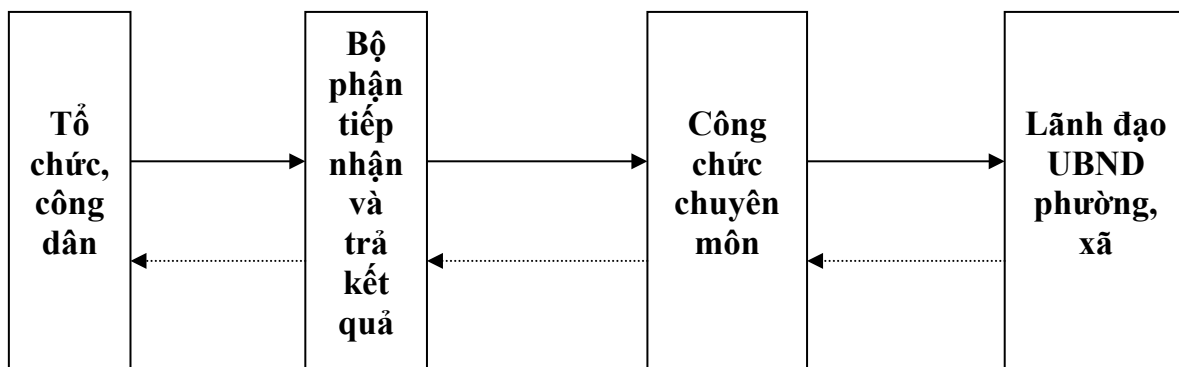 Tổ
chức,
công
dân
Bộ
phận
tiếp
nhận
và
trả
kết
quả
Công
chức
chuyên
môn
Lãnh đạo
UBND
phường,
xã